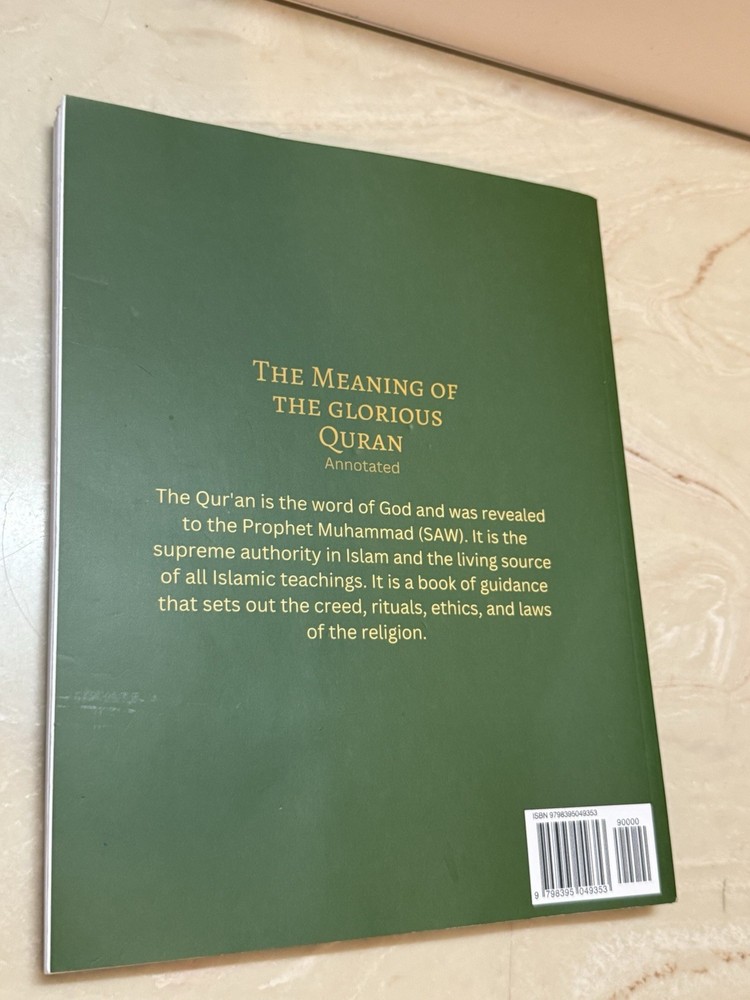 The Meaning of
the glorious
Quran
Annotated
The Qur'an is the word of God and was revealed
to the Prophet Muhammad (SAW). It is the
supreme authority in Islam and the living source
of all Islamic teachings. It is a book of guidance
that sets out the creed, rituals, ethics, and laws
of the religion.
ISBN 9798395049353
90000
9 798395 049353